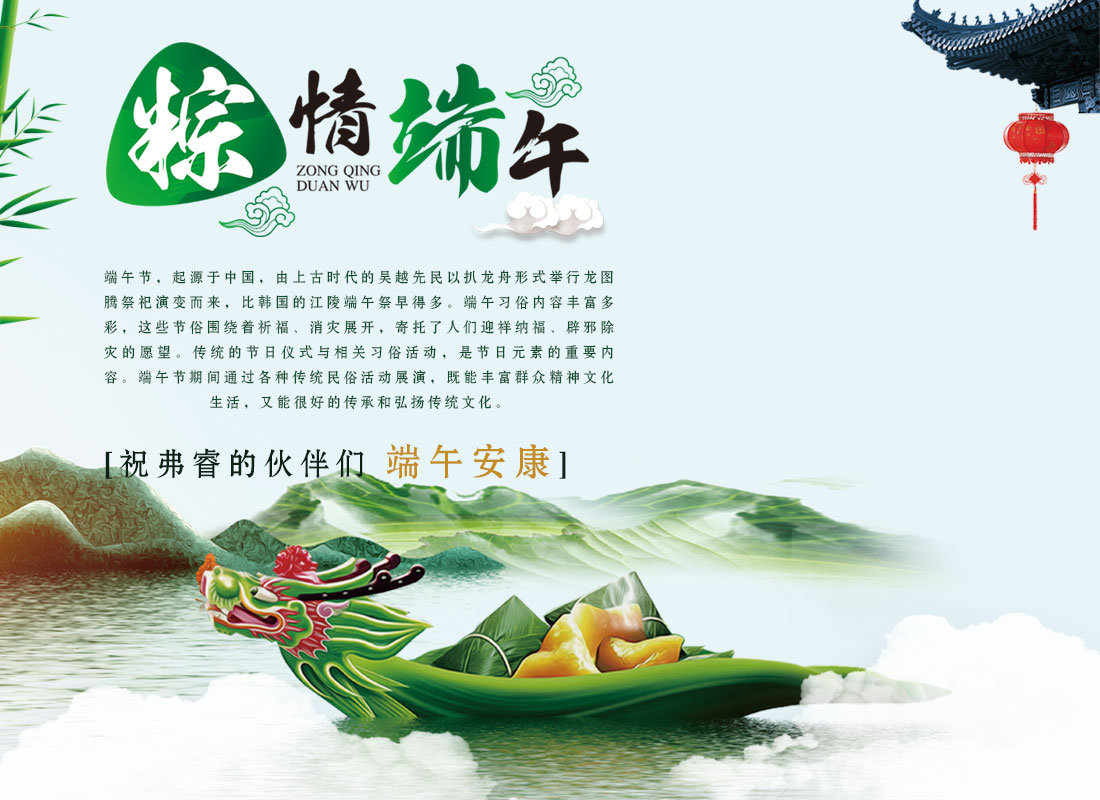 粽情端午
ZONG QING
DUAN WU
端午节，起源于中国，由上古时代的吴越先民以扒龙舟形式举行龙图
腾祭祀演变而来，比韩国的江陵端午祭早得多。端午习俗内容丰富多
彩，这些节俗围绕着祈福、消灾展开，寄托了人们迎祥纳福、辟邪除
灾的愿望。传统的节日仪式与相关习俗活动，是节日元素的重要内
容。端午节期间通过各种传统民俗活动展演，既能丰富群众精神文化
生活，又能很好的传承和弘扬传统文化。
[祝弗睿的伙伴们 端午安康]